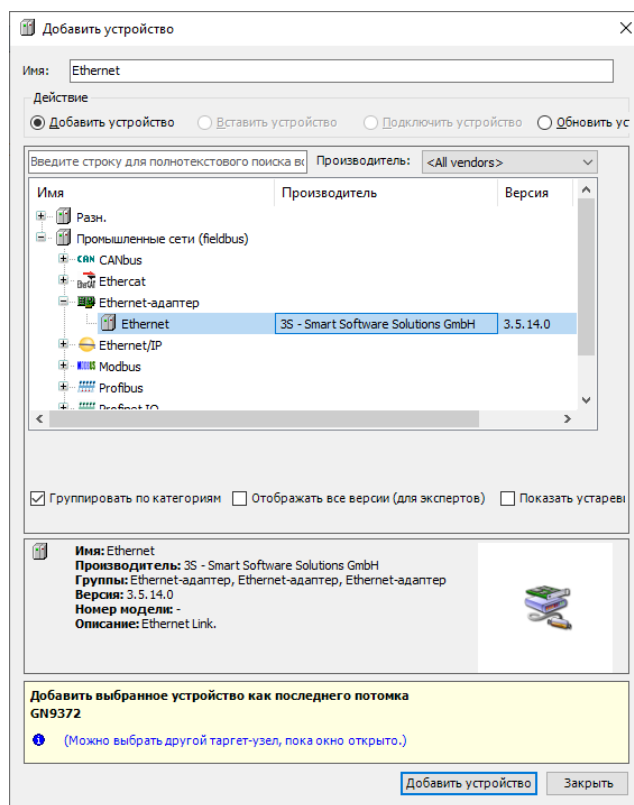 Добавить устройство
Имя: Ethernet
Действие
Добавить устройство Вставить устройство Подключить устройство Обновить ус
Введите строку для полнотекстового поиска вс Производитель: <All vendors>
Имя Производитель Версия
Разн.
Промышленные сети (fieldbus)
CAN CANbus
Ethercat
Ethernet-адаптер
Ethernet 3S - Smart Software Solutions GmbH 3.5.14.0
Ethernet/IP
Modbus
Profibus
Profinet IO
Группировать по категориям Отображать все версии (для экспертов) Показать устареві
Имя: Ethernet
Производитель: 3S - Smart Software Solutions GmbH
Группы: Ethernet-адаптер, Ethernet-адаптер, Ethernet-адаптер
Версия: 3.5.14.0
Номер модели: -
Описание: Ethernet Link.
Добавить выбранное устройство как последнего потомка
GN9372
(Можно выбрать другой таргет-узел, пока окно открыто.)
Добавить устройство Закрыть